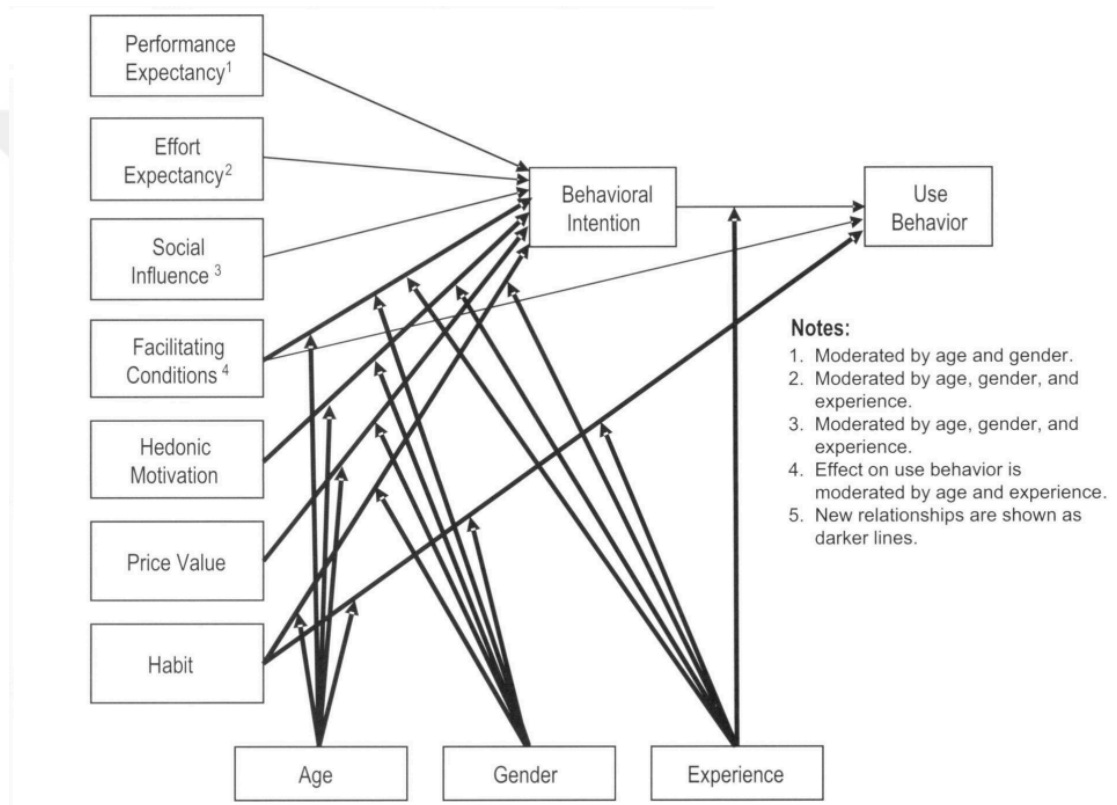 Performance
Expectancy1
Effort
Expectancy2
Social
Influence 3
Facilitating
Conditions 4
Hedonic
Motivation
Price Value
Habit
Behavioral
Intention
Use
Behavior
Notes:
1. Moderated by age and gender.
2. Moderated by age, gender, and
experience.
3. Moderated by age, gender, and
experience.
4. Effect on use behavior is
moderated by age and experience.
5. New relationships are shown as
darker lines.
Age
Gender
Experience